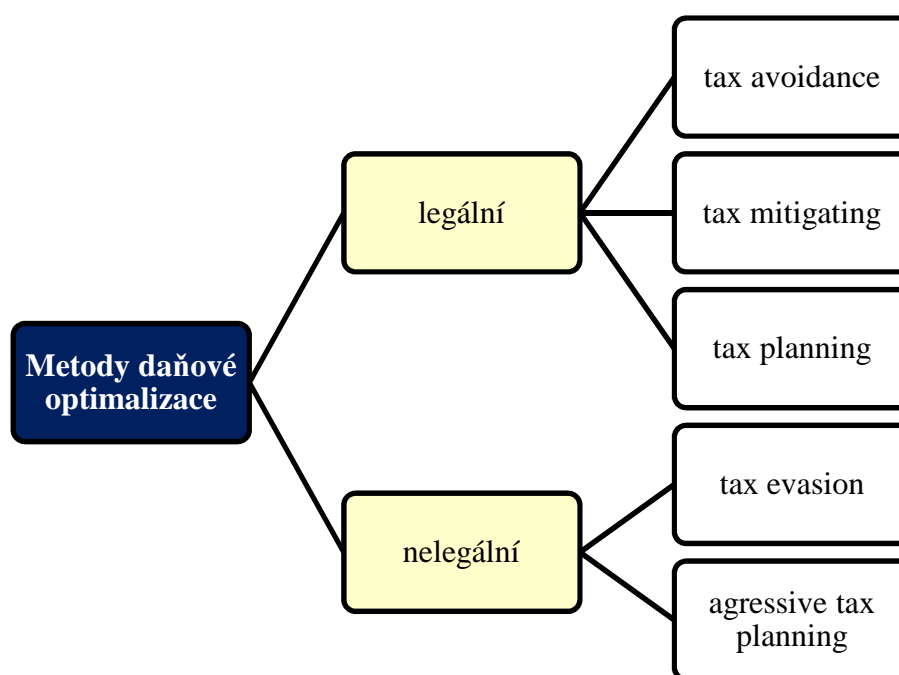 tax avoidance
legální
tax mitigating
tax planning
Metody daňové
optimalizace
tax evasion
nelegální
agressive tax
planning